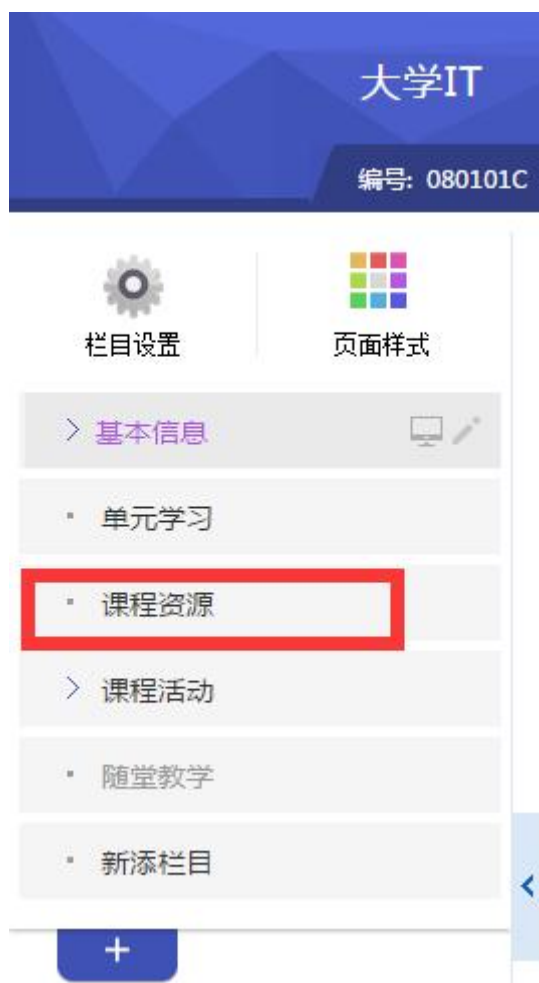 大学IT
编号: 080101C
栏目设置 页面样式
基本信息
单元学习
课程资源
课程活动
随堂教学
新添栏目
+